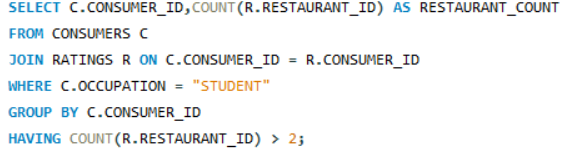 SELECT C.CONSUMER_ID,COUNT(R.RESTAURANT_ID) AS RESTAURANT_COUNT
FROM CONSUMERS C
JOIN RATINGS R ON C.CONSUMER_ID = R.CONSUMER_ID
WHERE C.OCCUPATION = "STUDENT"
GROUP BY C.CONSUMER_ID
HAVING COUNT(R.RESTAURANT_ID) > 2;